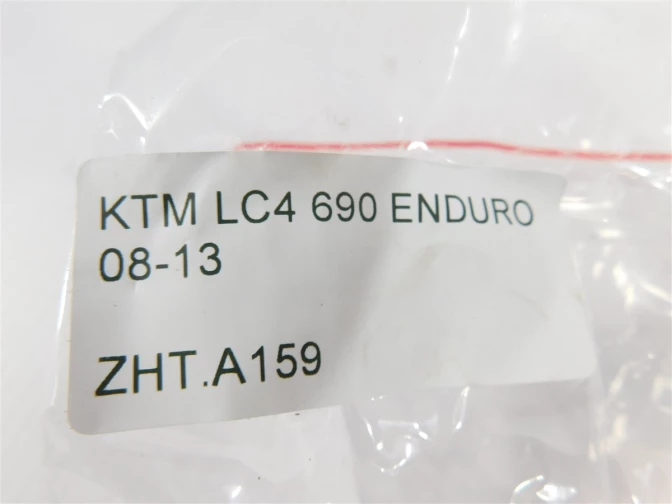 KTM LC4 690 ENDURO
08-13
ZHT.A159